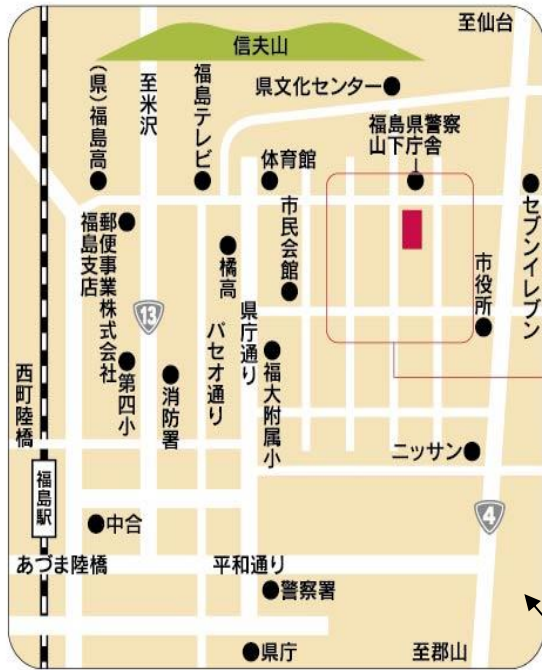 至仙台
信夫山
(県)福島高
至米沢
福島テレビ
県文化センター
福島県警察
山下庁舎
体育館
市民会館
セブンイレブン
郵便事業株式会社
福島支店
橘高
市役所
13
県庁通り
パセオ通り
第四小
消防署
福大附属小
西町陸橋
ニッサン
福島駅
4
中合
あづま陸橋
平和通り
警察署
県庁
至郡山